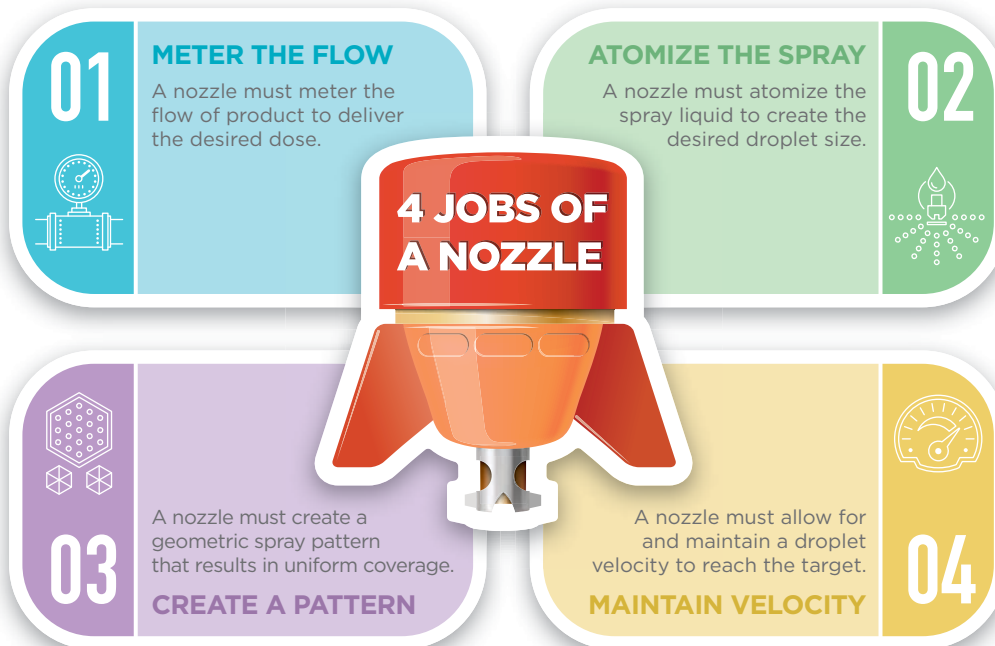 01
METER THE FLOW
A nozzle must meter the
flow of product to deliver
the desired dose.
ATOMIZE THE SPRAY
A nozzle must atomize the
spray liquid to create the
desired droplet size.
02
4 JOBS OF
A NOZZLE
03
A nozzle must create a
geometric spray pattern
that results in uniform coverage.
CREATE A PATTERN
A nozzle must allow for
and maintain a droplet
velocity to reach the target.
MAINTAIN VELOCITY
04